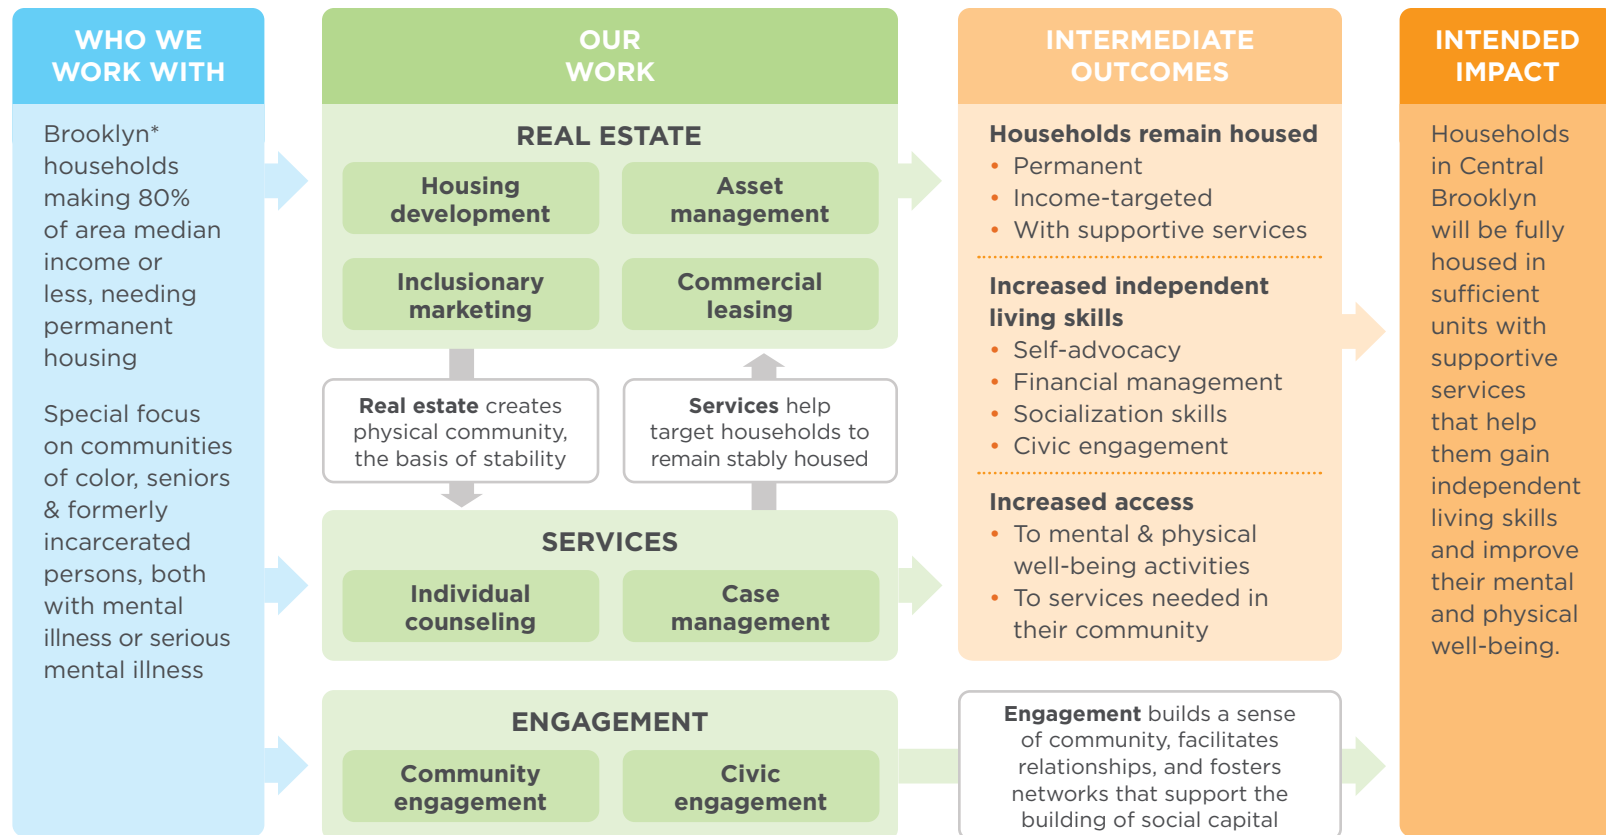 WHO WE
WORK WITH
Brooklyn*
households
making 80%
of area median
income or
less, needing
permanent
housing
Special focus
on communities
of color, seniors
& formerly
incarcerated
persons, both
with mental
illness or serious
mental illness
OUR
WORK
REAL ESTATE
Housing
development
Asset
management
Inclusionary
marketing
Commercial
leasing
Real estate creates
physical community,
the basis of stability
Services help
target households to
remain stably housed
SERVICES
Individual
counseling
Case
management
ENGAGEMENT
Community
engagement
Civic
engagement
INTERMEDIATE
OUTCOMES
Households remain housed
• Permanent
• Income-targeted
• With supportive services
Increased independent
living skills
• Self-advocacy
• Financial management
• Socialization skills
• Civic engagement
Increased access
• To mental & physical
well-being activities
• To services needed in
their community
Engagement builds a sense
of community, facilitates
relationships, and fosters
networks that support the
building of social capital
INTENDED
IMPACT
Households
in Central
Brooklyn
will be fully
housed in
sufficient
units with
supportive
services
that help
them gain
independent
living skills
and improve
their mental
and physical
well-being.